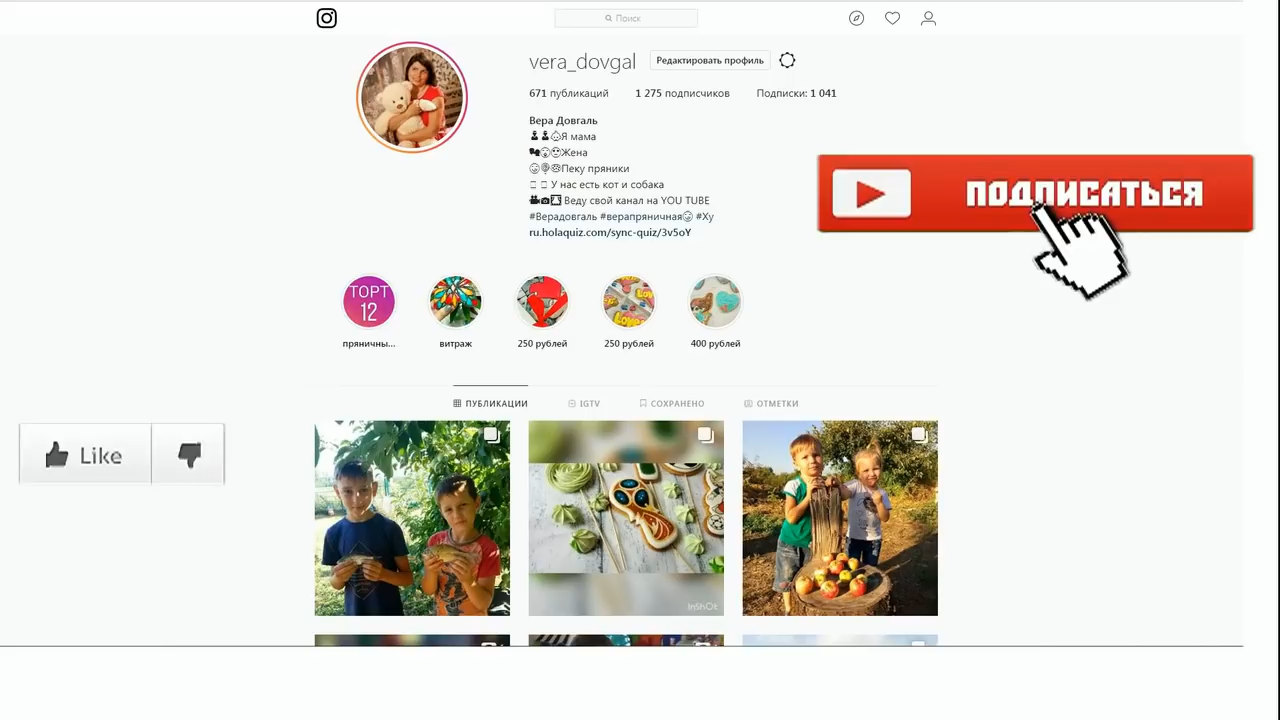 Поиск
vera_dovgal Редактировать профиль
671 публикаций 1 275 подписчиков Подписки: 1 041
Вера Довгаль
Я мама
Жена
Пеку пряники
У нас есть кот и собака
Веду свой канал на YOU TUBE
#Верадовгаль #верапряничная😋 #Ху
ru.holaquiz.com/sync-quiz/3v5oY
ПОДПИСАТЬСЯ
ТОРТ
12
пряничны... витраж 250 рублей 250 рублей 400 рублей
ПУБЛИКАЦИИ IGTV СОХРАНЕНО ОТМЕТКИ
Like
InShOt